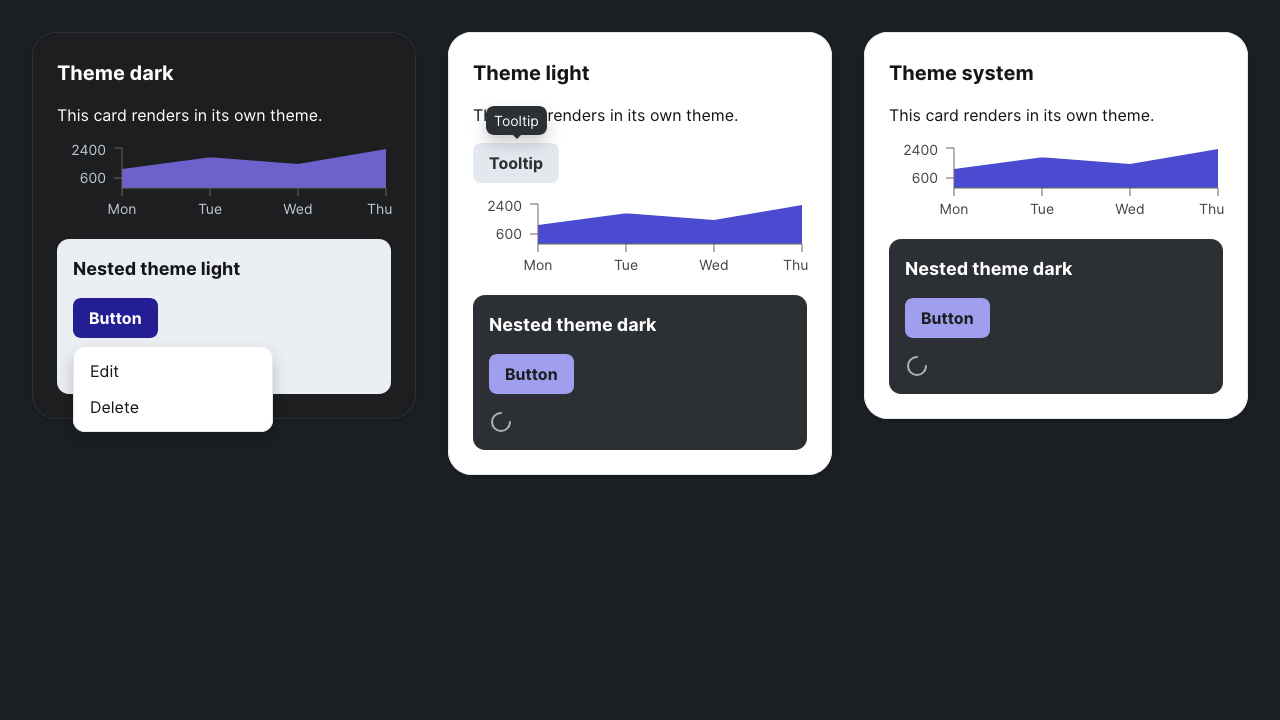 Theme dark
This card renders in its own theme.
2400
600
Mon Tue Wed Thu
Nested theme light
Button
Edit
Delete
Theme light
Th renders in its own theme.
Tooltip
Tooltip
2400
600
Mon Tue Wed Thu
Nested theme dark
Button
Theme system
This card renders in its own theme.
2400
600
Mon Tue Wed Thu
Nested theme dark
Button